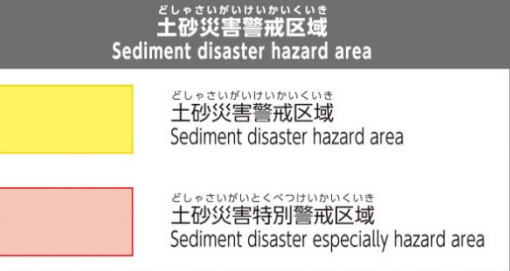 どしゃさいがいけいかいくいき
土砂災害警戒区域
Sediment disaster hazard area
どしゃさいがいけいかいくいき
土砂災害警戒区域
Sediment disaster hazard area
どしゃさいがいとくべつけいかいくいき
土砂災害特別警戒区域
Sediment disaster especially hazard area